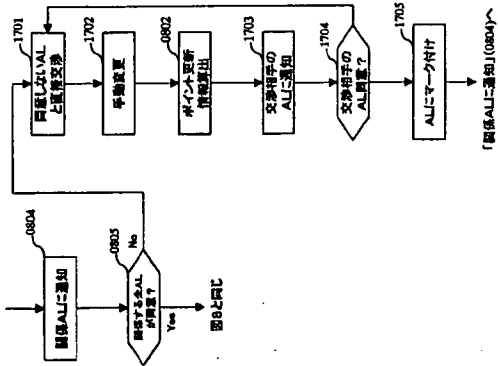 0804
関係ALに通知
0805
関係する全AL
が同意？
No
Yes
図8と同じ
1701
同意しないAL
と直接交渉
1702
手動変更
0802
ポイント更新
情報算出
1703
交渉相手の
ALに通知
1704
交渉相手の
AL同意？
1705
ALにマーク付け
「関係ALに通知」(0804)へ